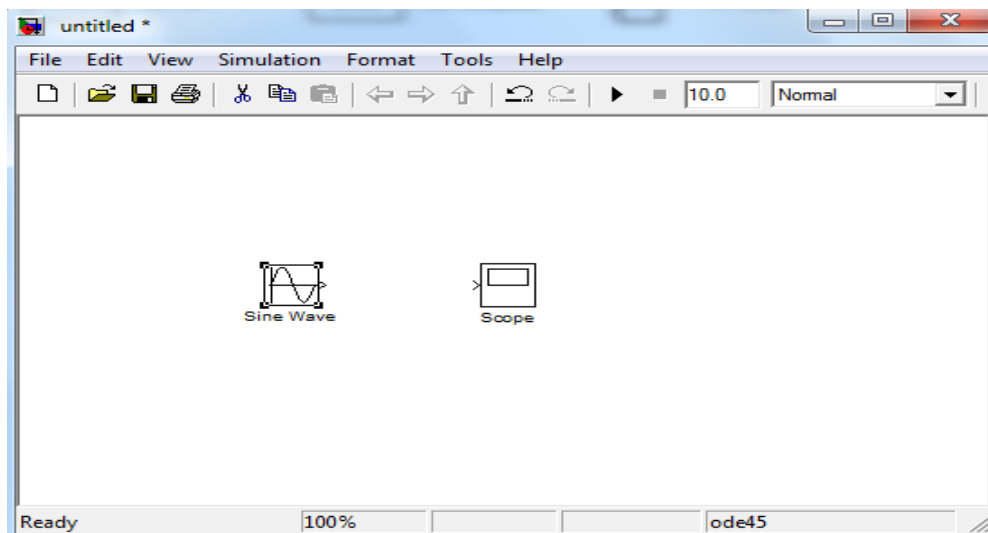 untitled *
File Edit View Simulation Format Tools Help
10.0 Normal
Sine Wave Scope
Ready 100% ode45